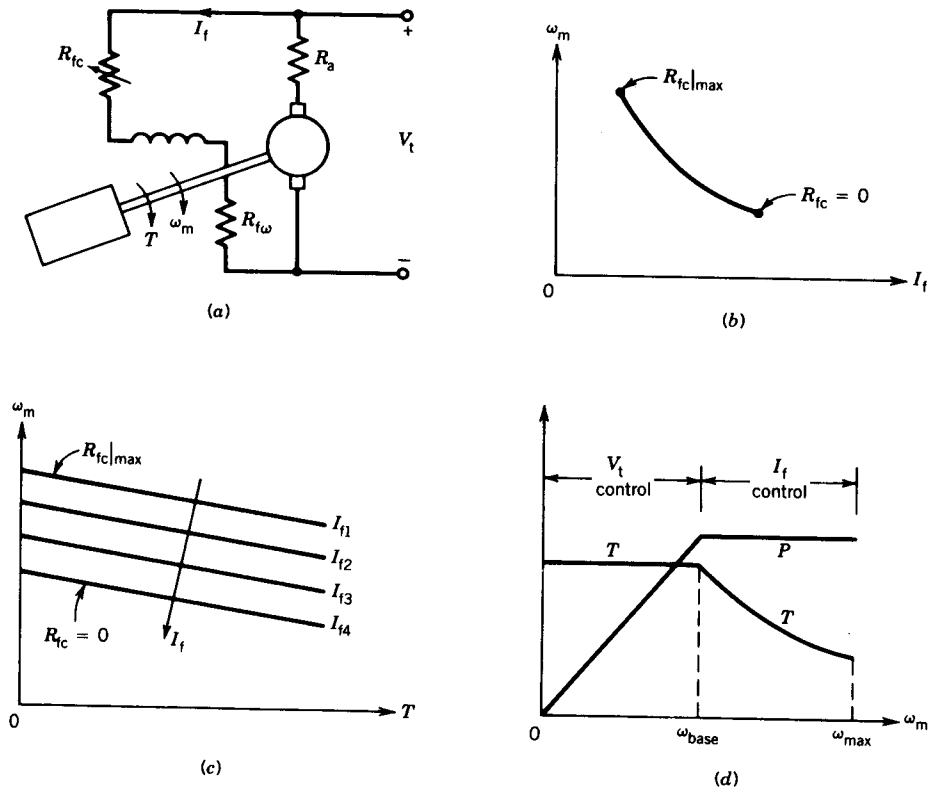 I_f
+
R_fc
R_a
V_t
T
ω_m
R_fω
−
(a)
ω_m
R_fc|max
R_fc = 0
0
I_f
(b)
ω_m
R_fc|max
I_f1
I_f2
I_f3
I_f4
R_fc = 0
I_f
0
T
(c)
V_t
control
I_f
control
T
P
T
0
ω_base
ω_max
ω_m
(d)